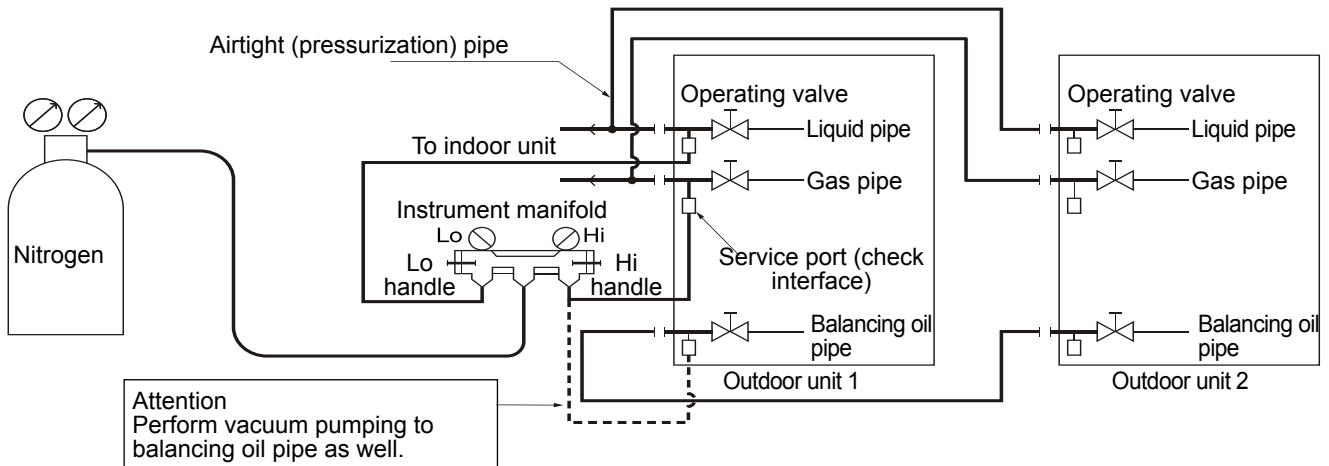 Airtight (pressurization) pipe
Operating valve
Operating valve
Liquid pipe
Liquid pipe
To indoor unit
Gas pipe
Gas pipe
Instrument manifold
Lo
Hi
Nitrogen
Lo
handle
Hi
handle
Service port (check
interface)
Balancing oil
pipe
Balancing oil
pipe
Outdoor unit 1
Outdoor unit 2
Attention
Perform vacuum pumping to
balancing oil pipe as well.